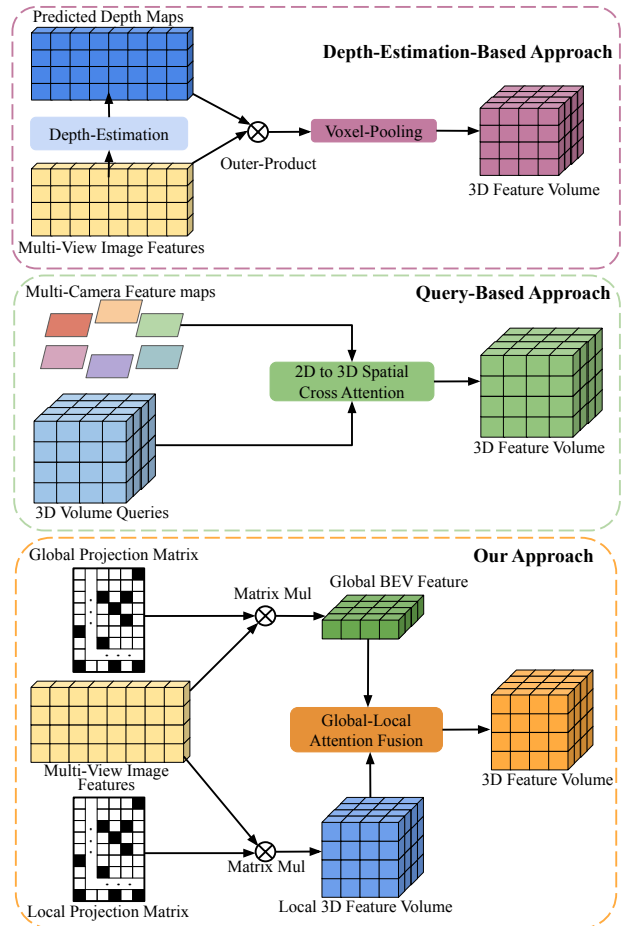 Predicted Depth Maps
Depth-Estimation-Based Approach
Depth-Estimation
Voxel-Pooling
Outer-Product
3D Feature Volume
Multi-View Image Features
Multi-Camera Feature maps
Query-Based Approach
2D to 3D Spatial
Cross Attention
3D Feature Volume
3D Volume Queries
Our Approach
Global Projection Matrix
Global BEV Feature
Matrix Mul
Global-Local
Attention Fusion
Multi-View Image
Features
3D Feature Volume
Matrix Mul
Local Projection Matrix
Local 3D Feature Volume